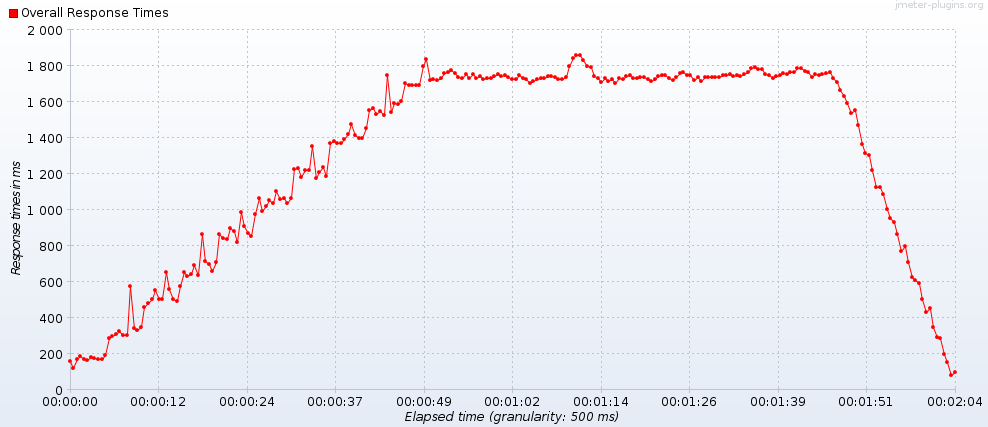 jmeter-plugins.org
Overall Response Times
2 000
1 800
1 600
1 400
1 200
1 000
800
600
400
200
0
Response times in ms
00:00:00 00:00:12 00:00:24 00:00:37 00:00:49 00:01:02 00:01:14 00:01:26 00:01:39 00:01:51 00:02:04
Elapsed time (granularity: 500 ms)